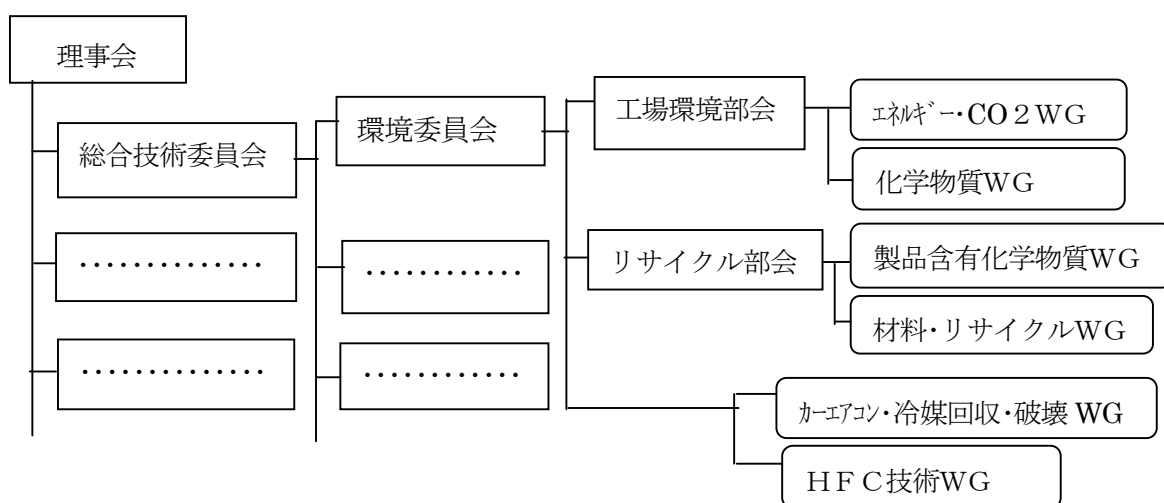 理事会
総合技術委員会
‥‥‥‥‥‥‥
‥‥‥‥‥‥‥
環境委員会
‥‥‥‥‥‥
‥‥‥‥‥‥
工場環境部会
エネルギー・CO２WG
化学物質WG
リサイクル部会
製品含有化学物質WG
材料・リサイクルWG
カーエアコン・冷媒回収・破壊 WG
ＨＦＣ技術WG